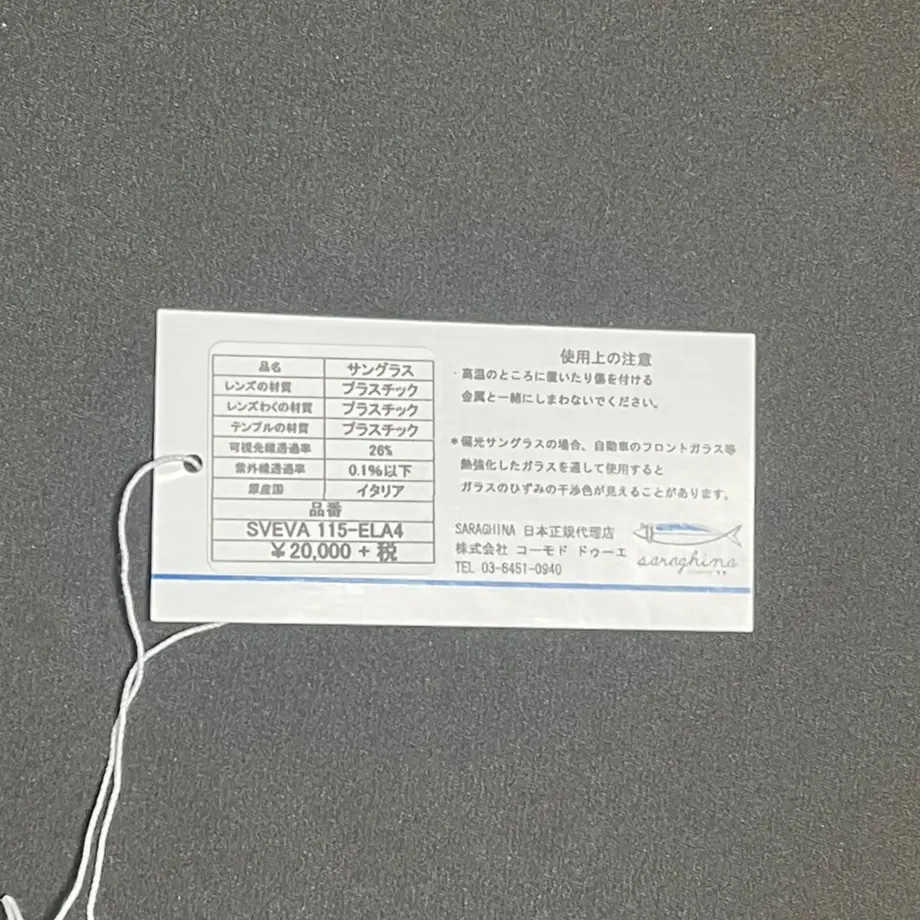 品名 サングラス
レンズの材質 プラスチック
レンズわくの材質 プラスチック
テンプルの材質 プラスチック
可視光線透過率 26%
紫外線透過率 0.1%以下
原産国 イタリア
品番
SVEVA 115-ELA4
¥20,000+税
使用上の注意
・高温のところに置いたり傷を付ける
金属と一緒にしまわないでください。
*偏光サングラスの場合、自動車のフロントガラス等
熱強化したガラスを通して使用すると
ガラスのひずみの干渉色が見えることがあります。
SARAGHINA 日本正規代理店
株式会社 コーモド ドゥーエ
TEL 03-6451-0940
saraghina